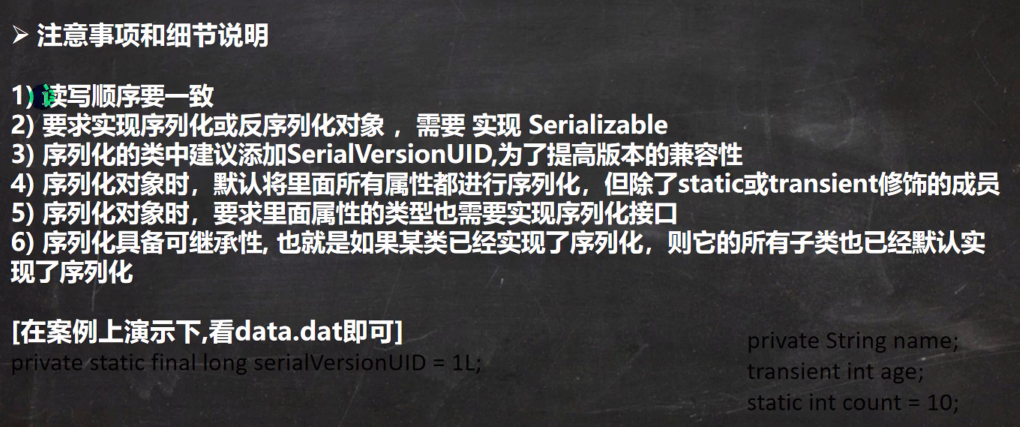 ➢ 注意事项和细节说明
1) 读写顺序要一致
2) 要求实现序列化或反序列化对象 ，需要 实现 Serializable
3) 序列化的类中建议添加SerialVersionUID,为了提高版本的兼容性
4) 序列化对象时，默认将里面所有属性都进行序列化，但除了static或transient修饰的成员
5) 序列化对象时，要求里面属性的类型也需要实现序列化接口
6) 序列化具备可继承性, 也就是如果某类已经实现了序列化，则它的所有子类也已经默认实
现了序列化
[在案例上演示下,看data.dat即可]
private static final long serialVersionUID = 1L;
private String name;
transient int age;
static int count = 10;